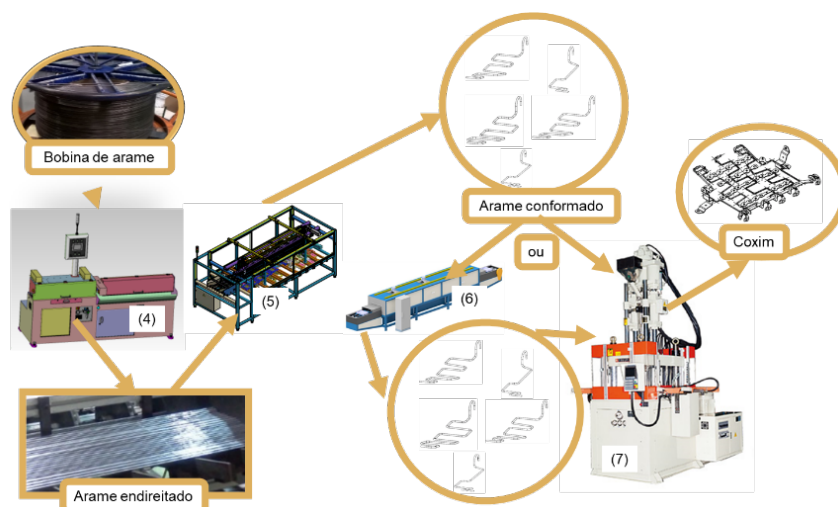 Bobina de arame
(4)
Arame endireitado
(5)
Arame conformado
ou
(6)
(7)
Coxim